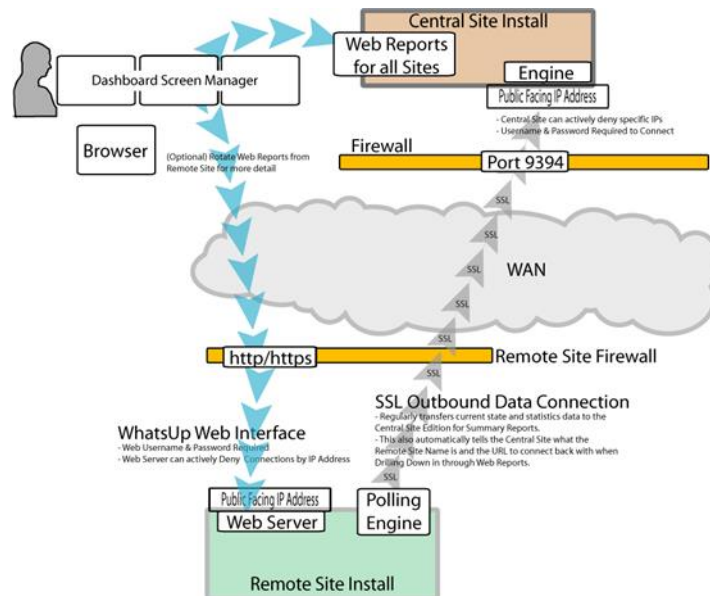 Central Site Install
Web Reports
for all Sites
Engine
Public Facing IP Address
- Central Site can actively deny specific IPs
- Username & Password Required to Connect
Dashboard Screen Manager
Browser
(Optional) Rotate Web Reports from
Remote Site for more detail
Firewall
Port 9394
SSL
SSL
SSL
WAN
SSL
SSL
http/https
Remote Site Firewall
SSL
SSL Outbound Data Connection
- Regularly transfers current state and statistics data to the
Central Site Edition for Summary Reports.
- This also automatically tells the Central Site what the
Remote Site Name is and the URL to connect back with when
Drilling Down in through Web Reports.
SSL
SSL
WhatsUp Web Interface
- Web Username & Password Required
- Web Server can actively Deny Connections by IP Address
Public Facing IP Address
Web Server
Polling
Engine
Remote Site Install